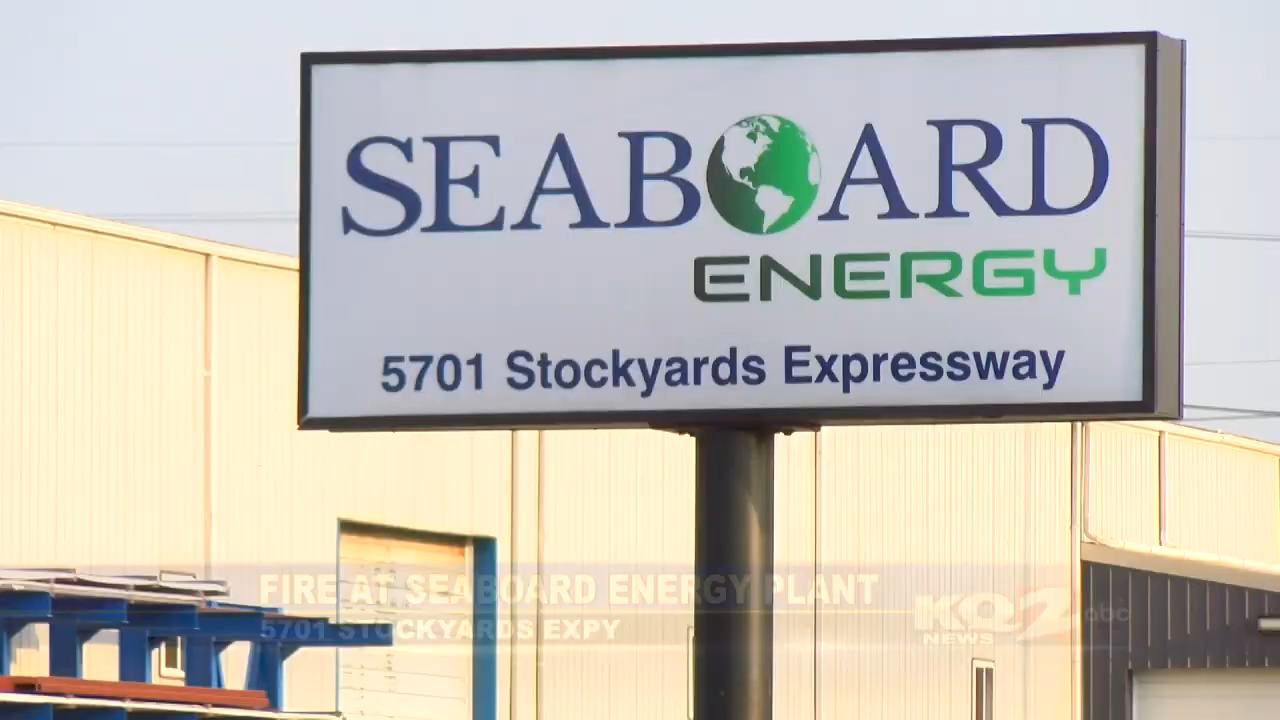 SEABOARD
ENERGY
5701 Stockyards Expressway
FIRE AT SEABOARD ENERGY PLANT
5701 STOCKYARDS EXPY
KQ2 abc
NEWS